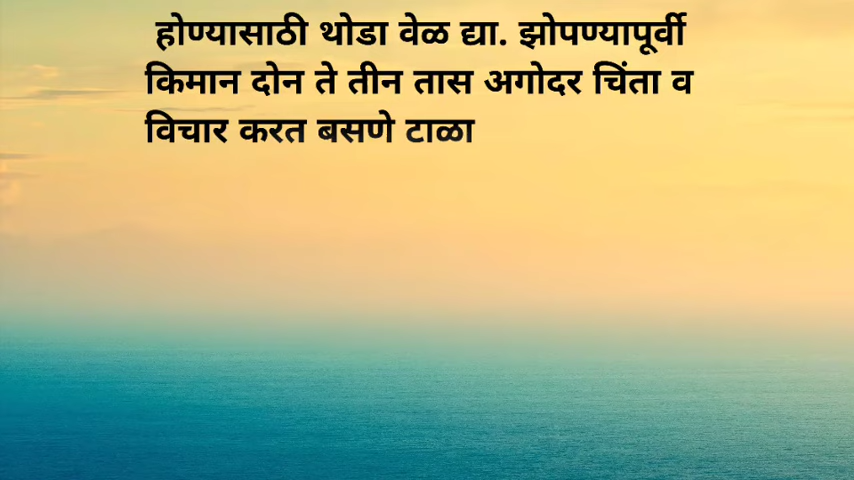 होण्यासाठी थोडा वेळ द्या. झोपण्यापूर्वी
किमान दोन ते तीन तास अगोदर चिंता व
विचार करत बसणे टाळा